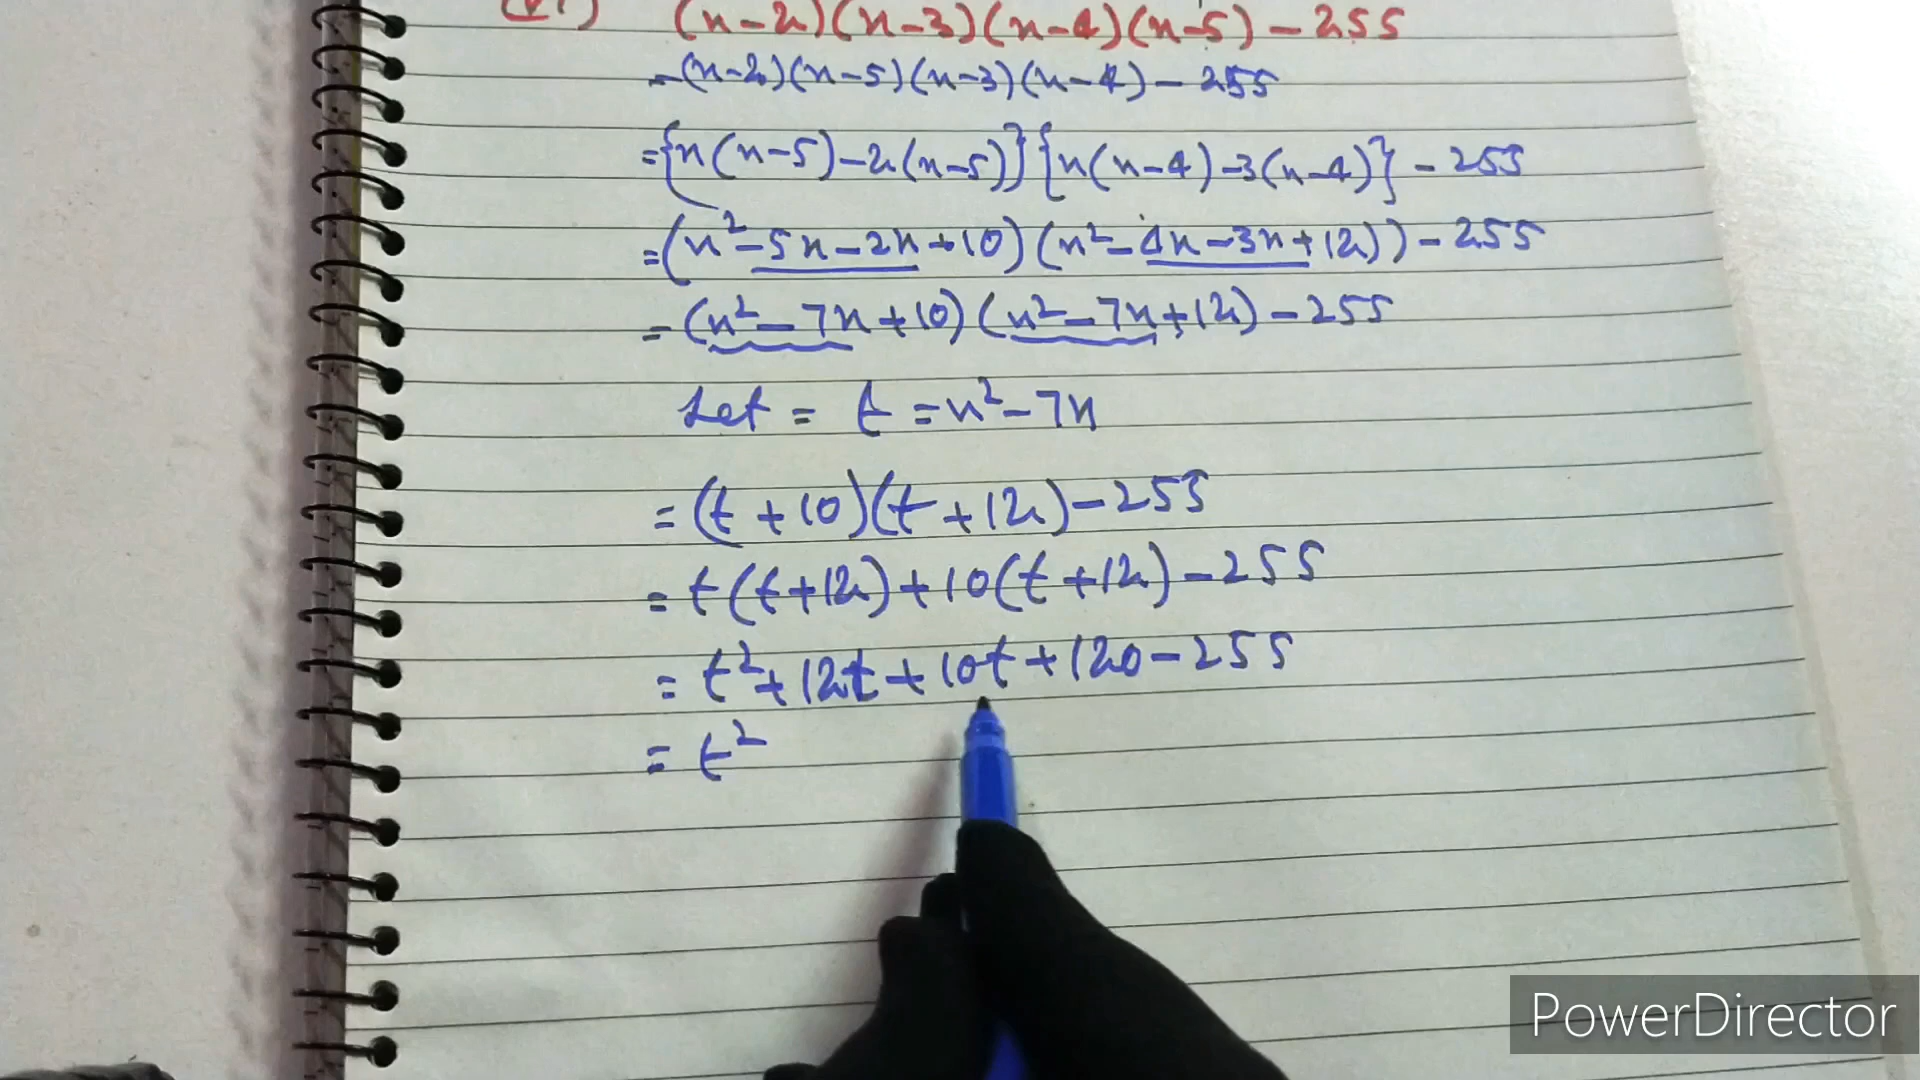 (vi) (x-2)(x-3)(x-4)(x-5)-255
=(x-2)(x-5)(x-3)(x-4)-255
={x(x-5)-2(x-5)}{x(x-4)-3(x-4)}-255
=(x²-5x-2x+10)(x²-4x-3x+12))-255
=(x²-7x+10)(x²-7x+12)-255
Let = t = x²-7x
=(t+10)(t+12)-255
=t(t+12)+10(t+12)-255
=t²+12t+10t+120-255
=t²
PowerDirector